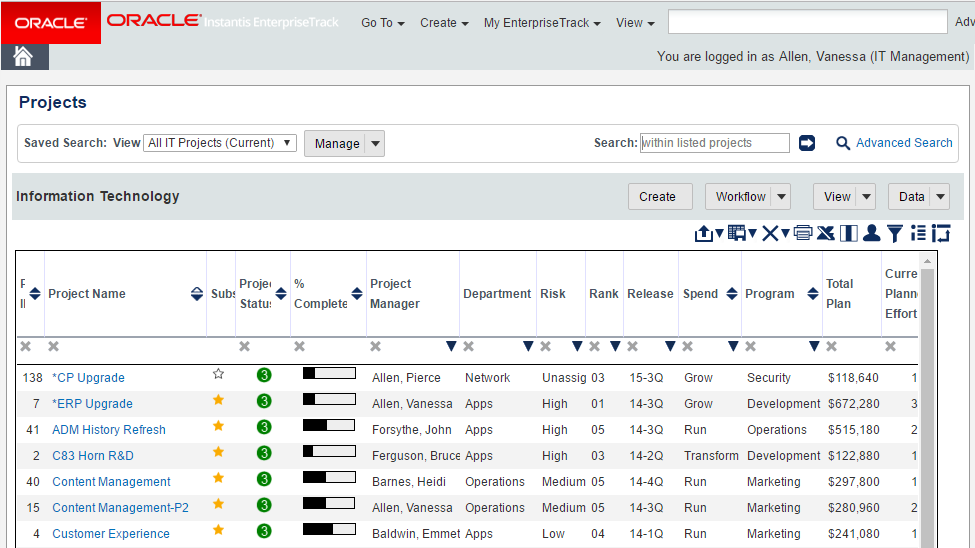 ORACLE
ORACLE Instantis EnterpriseTrack Go To Create My EnterpriseTrack View Adv
You are logged in as Allen, Vanessa (IT Management)
Projects
Saved Search: View All IT Projects (Current) Manage Search: within listed projects Advanced Search
Information Technology Create Workflow View Data
Project Name Subs Projec Status % Complete Project Manager Department Risk Rank Release Spend Program Total Plan Curre Plann Effort
138 *CP Upgrade 3 Allen, Pierce Network Unassig 03 15-3Q Grow Security $118,640 1
7 *ERP Upgrade 3 Allen, Vanessa Apps High 01 14-3Q Grow Development $672,280 3
41 ADM History Refresh 3 Forsythe, John Apps High 05 14-3Q Run Operations $515,180 2
2 C83 Horn R&D 3 Ferguson, Bruce Apps High 03 14-2Q Transform Development $122,880 1
40 Content Management 3 Barnes, Heidi Operations Medium 05 14-4Q Run Marketing $297,800 1
15 Content Management-P2 3 Allen, Vanessa Operations Medium 05 14-3Q Run Marketing $280,960 2
4 Customer Experience 3 Baldwin, Emmet Apps Low 04 14-1Q Run Marketing $241,080 1